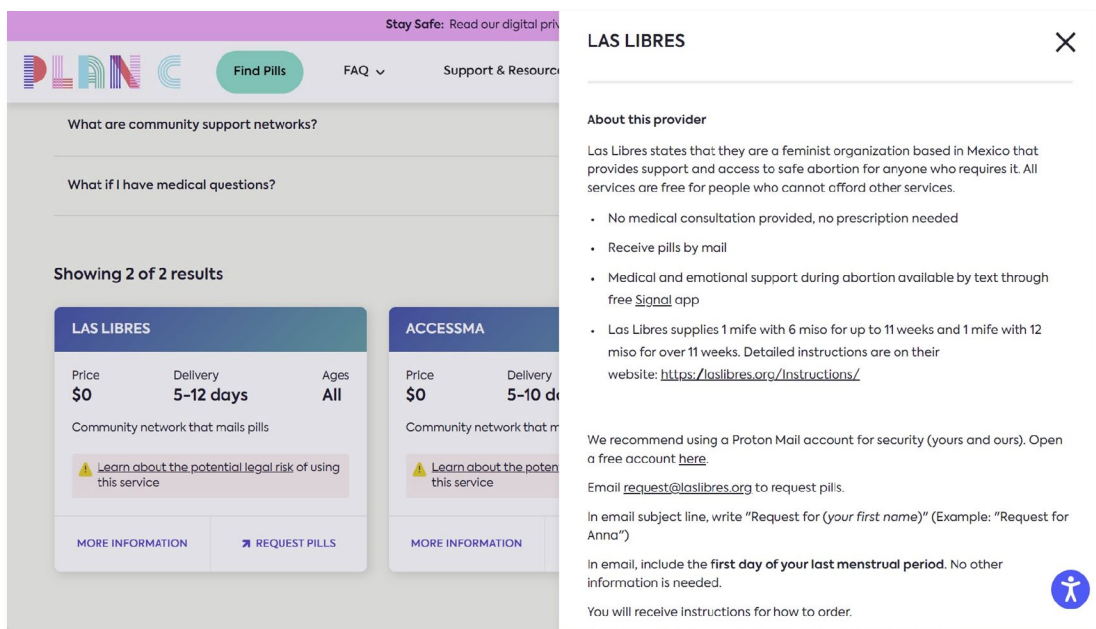 Stay Safe: Read our digital priv
PLAN C
Find Pills
FAQ
Support & Resource
What are community support networks?
What if I have medical questions?
Showing 2 of 2 results
LAS LIBRES
Price
Delivery
Ages
$0
5-12 days
All
Community network that mails pills
Learn about the potential legal risk of using
this service
MORE INFORMATION
REQUEST PILLS
ACCESSMA
Price
Delivery
$0
5-10 d
Community network that m
Learn about the poten
this service
MORE INFORMATION
LAS LIBRES
About this provider
Las Libres states that they are a feminist organization based in Mexico that
provides support and access to safe abortion for anyone who requires it. All
services are free for people who cannot afford other services.
• No medical consultation provided, no prescription needed
• Receive pills by mail
• Medical and emotional support during abortion available by text through
free Signal app
• Las Libres supplies 1 mife with 6 miso for up to 11 weeks and 1 mife with 12
miso for over 11 weeks. Detailed instructions are on their
website: https://laslibres.org/Instructions/
We recommend using a Proton Mail account for security (yours and ours). Open
a free account here.
Email request@laslibres.org to request pills.
In email subject line, write "Request for (your first name)" (Example: "Request for
Anna")
In email, include the first day of your last menstrual period. No other
information is needed.
You will receive instructions for how to order.